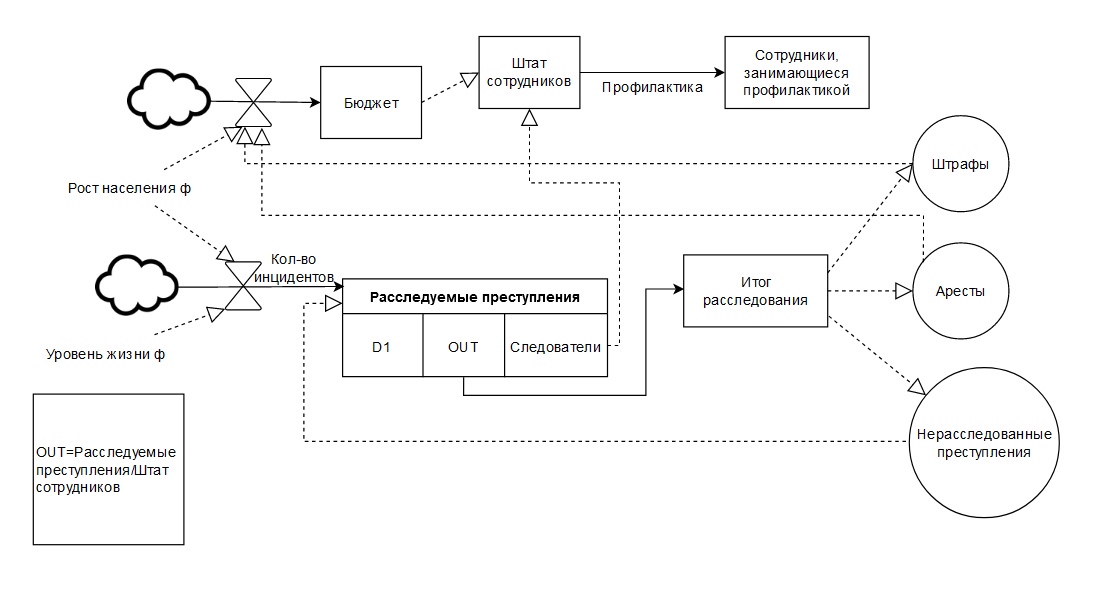 Штат
сотрудников
Сотрудники,
занимающиеся
профилактикой
Профилактика
Бюджет
Штрафы
Рост населения ф
Кол-во
инцидентов
Расследуемые преступления
D1
OUT
Следователи
Итог
расследования
Аресты
Уровень жизни ф
Нерасследованные
преступления
OUT=Расследуемые
преступления/Штат
сотрудников